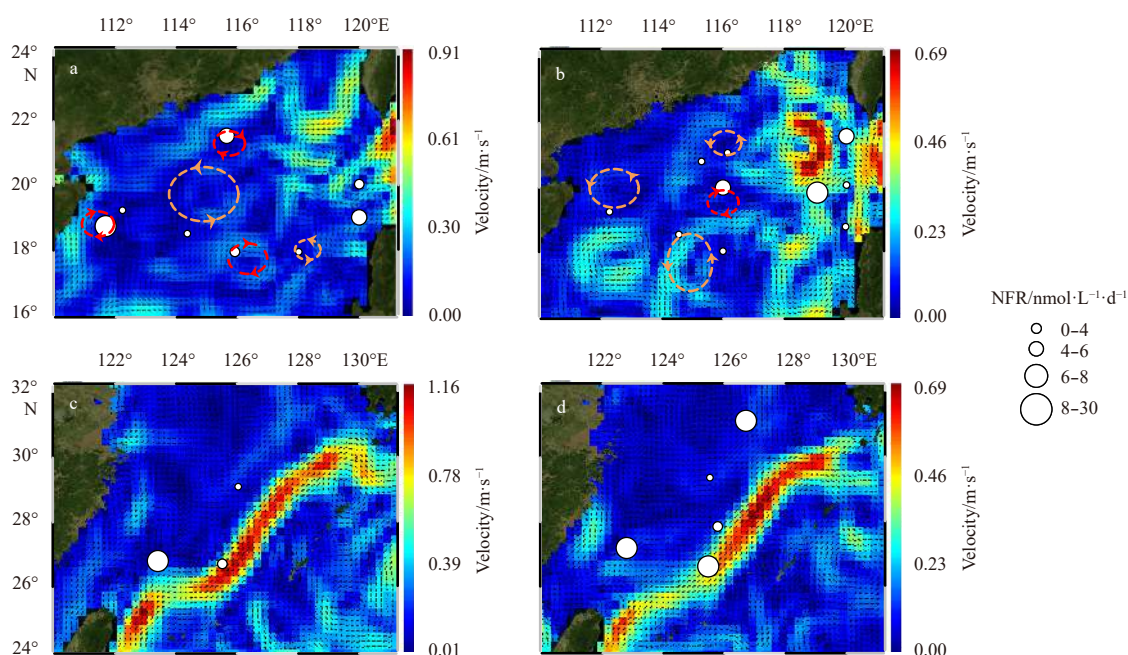 112° 114° 116° 118° 120°E
112° 114° 116° 118° 120°E
24°
N
22°
20°
18°
16°
a
0.91
0.61
0.30
0.00
Velocity/m·s⁻¹
b
0.69
0.46
0.23
0.00
Velocity/m·s⁻¹
NFR/nmol·L⁻¹·d⁻¹
0–4
4–6
6–8
8–30
122° 124° 126° 128° 130°E
122° 124° 126° 128° 130°E
32°
N
30°
28°
26°
24°
c
1.16
0.78
0.39
0.01
Velocity/m·s⁻¹
d
0.69
0.46
0.23
0.00
Velocity/m·s⁻¹